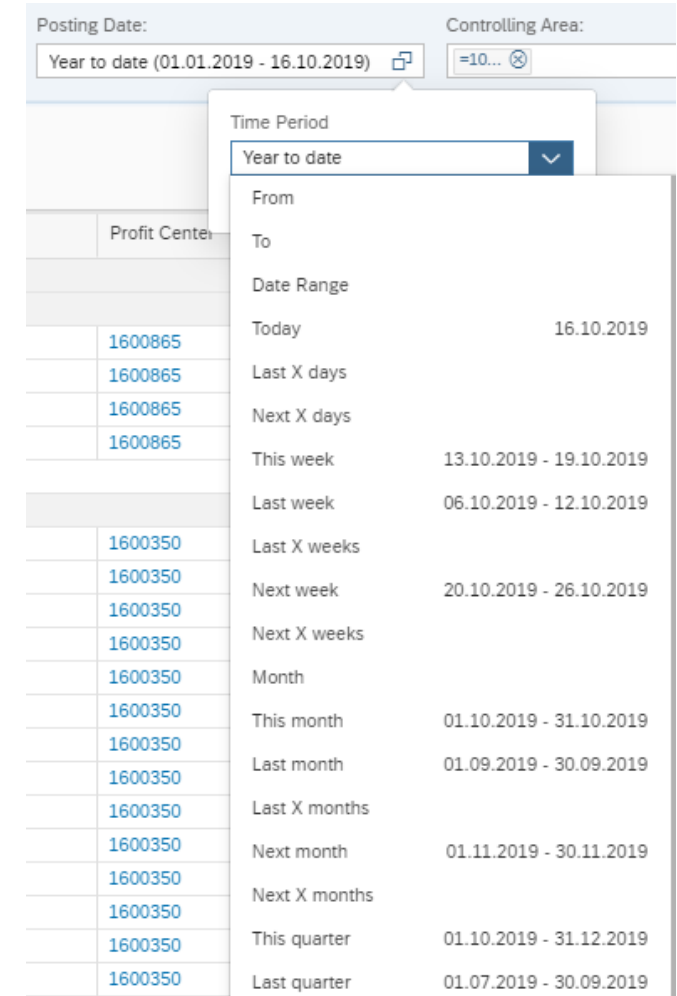 Posting Date: Controlling Area:
Year to date (01.01.2019 - 16.10.2019) =10...
Time Period
Year to date
From
Profit Center
To
Date Range
Today 16.10.2019
1600865
Last X days
1600865
1600865
Next X days
1600865
This week 13.10.2019 - 19.10.2019
Last week 06.10.2019 - 12.10.2019
1600350
Last X weeks
1600350
Next week 20.10.2019 - 26.10.2019
1600350
Next X weeks
1600350
1600350
Month
1600350
This month 01.10.2019 - 31.10.2019
1600350
Last month 01.09.2019 - 30.09.2019
1600350
1600350
Last X months
1600350
Next month 01.11.2019 - 30.11.2019
1600350
Next X months
1600350
1600350
This quarter 01.10.2019 - 31.12.2019
1600350
Last quarter 01.07.2019 - 30.09.2019